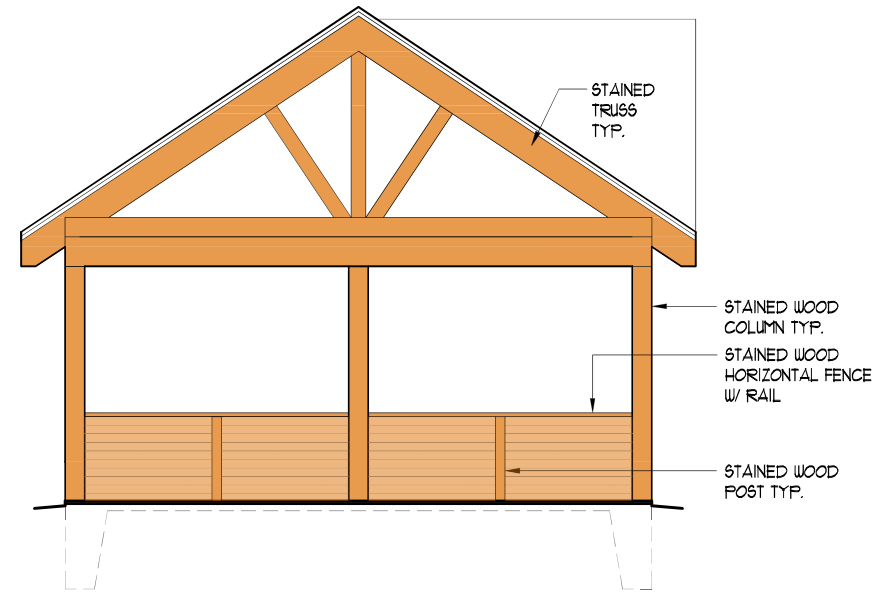 STAINED
TRUSS
TYP.
STAINED WOOD
COLUMN TYP.
STAINED WOOD
HORIZONTAL FENCE
W/ RAIL
STAINED WOOD
POST TYP.